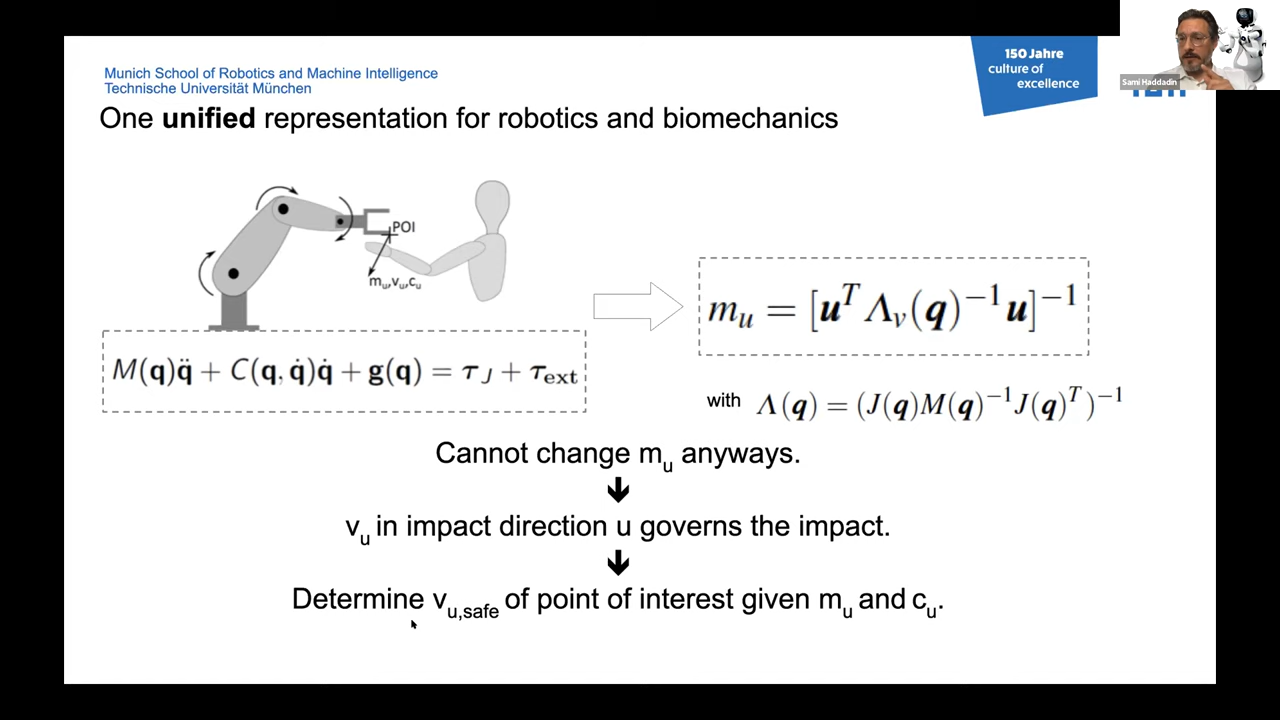 Munich School of Robotics and Machine Intelligence
Technische Universität München
150 Jahre
culture of
excellence
Sami Haddadin
One unified representation for robotics and biomechanics
POI
m_u,v_u,c_u
M(q)q̈ + C(q, q̇)q̇ + g(q) = τ_J + τ_ext
m_u = [u^T Λ_v(q)^−1 u]^−1
with Λ(q) = (J(q)M(q)^−1 J(q)^T)^−1
Cannot change m_u anyways.
v_u in impact direction u governs the impact.
Determine v_u,safe of point of interest given m_u and c_u.